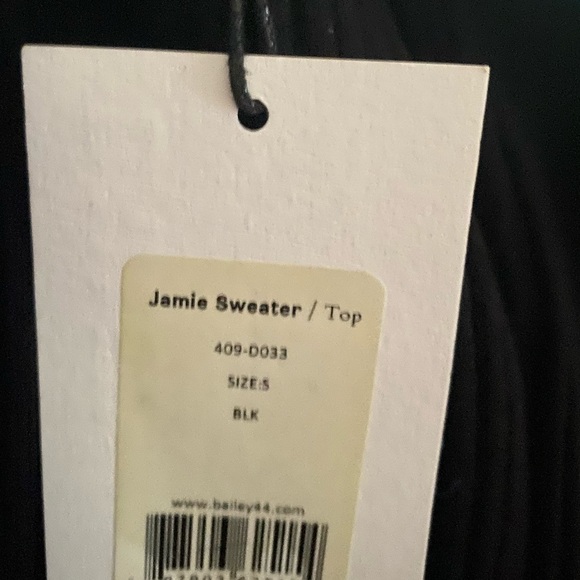 Jamie Sweater / Top
409-D033
SIZE:S
BLK
www.bailey44.com